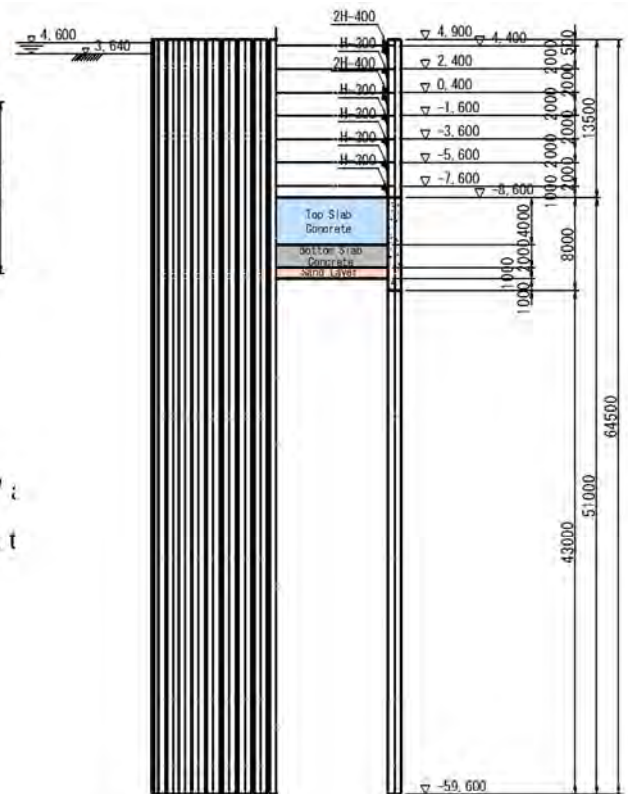 4,600
3,640
2H-400
H-300
2H-400
H-300
H-300
H-300
H-300
4,900
4,400
2,400
0,400
-1,600
-3,600
-5,600
-7,600
-8,600
500
2000
2000
2000
2000
2000
2000
1000
13500
Top Slab
Concrete
Bottom Slab
Concrete
Sand Layer
4000
2000
1000
1000
8000
64500
51000
43000
t
-59,600